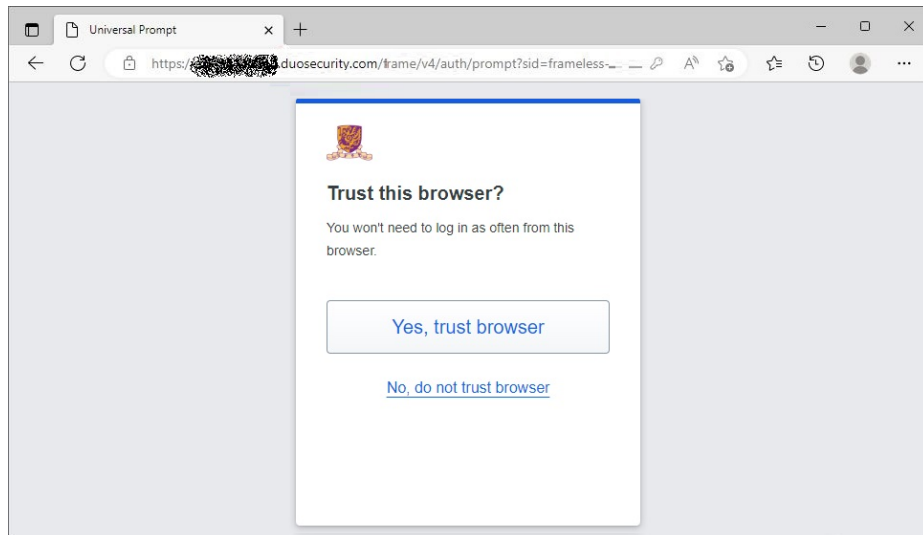 Universal Prompt
https:/ .duosecurity.com/frame/v4/auth/prompt?sid=frameless-
Trust this browser?
You won't need to log in as often from this
browser.
Yes, trust browser
No, do not trust browser